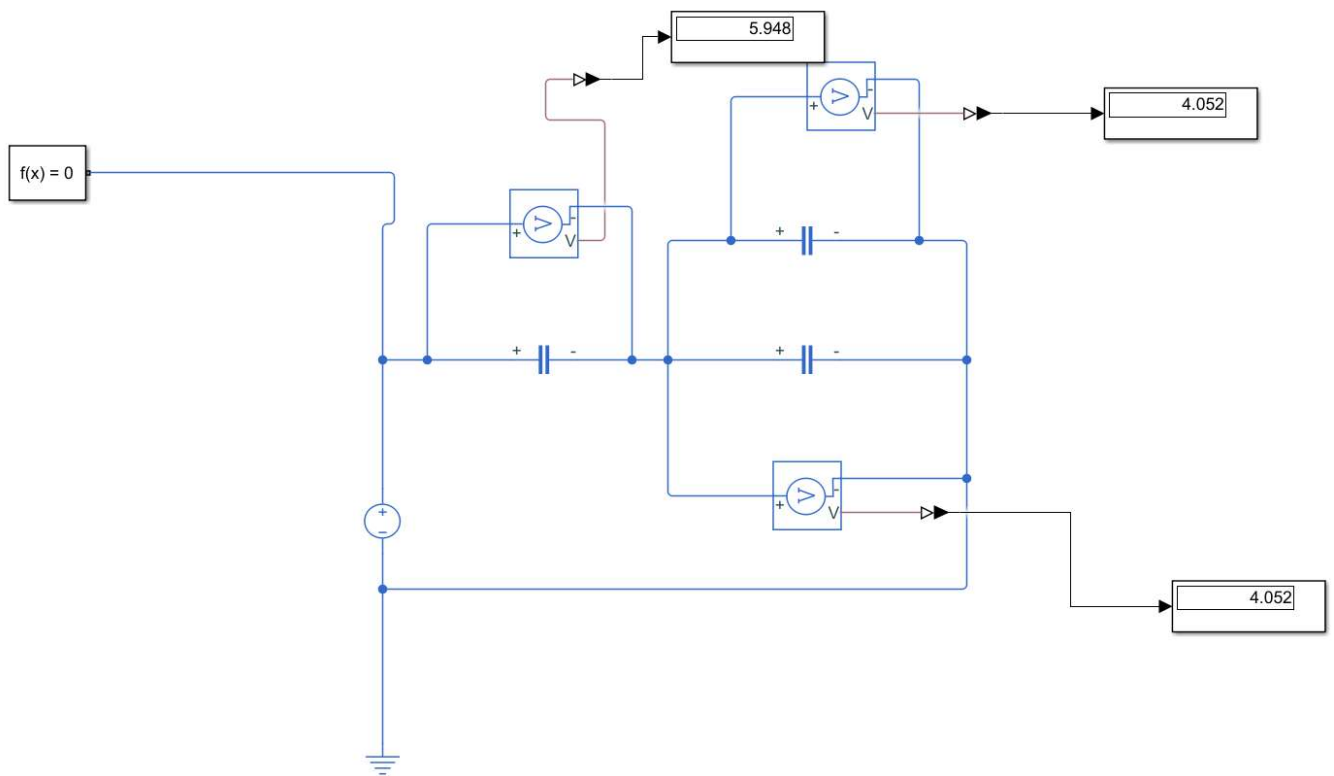 5.948
+ V -
V
4.052
f(x) = 0
+ V -
V
+ -
+ -
+ -
+ V -
V
+
−
4.052